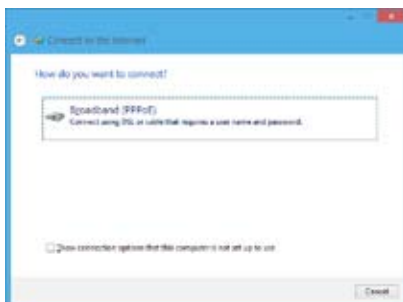 Connect to the Internet
How do you want to connect?
Broadband (PPPoE)
Connect using DSL or cable that requires a user name and password.
Show connection options that this computer is not set up to use
Cancel